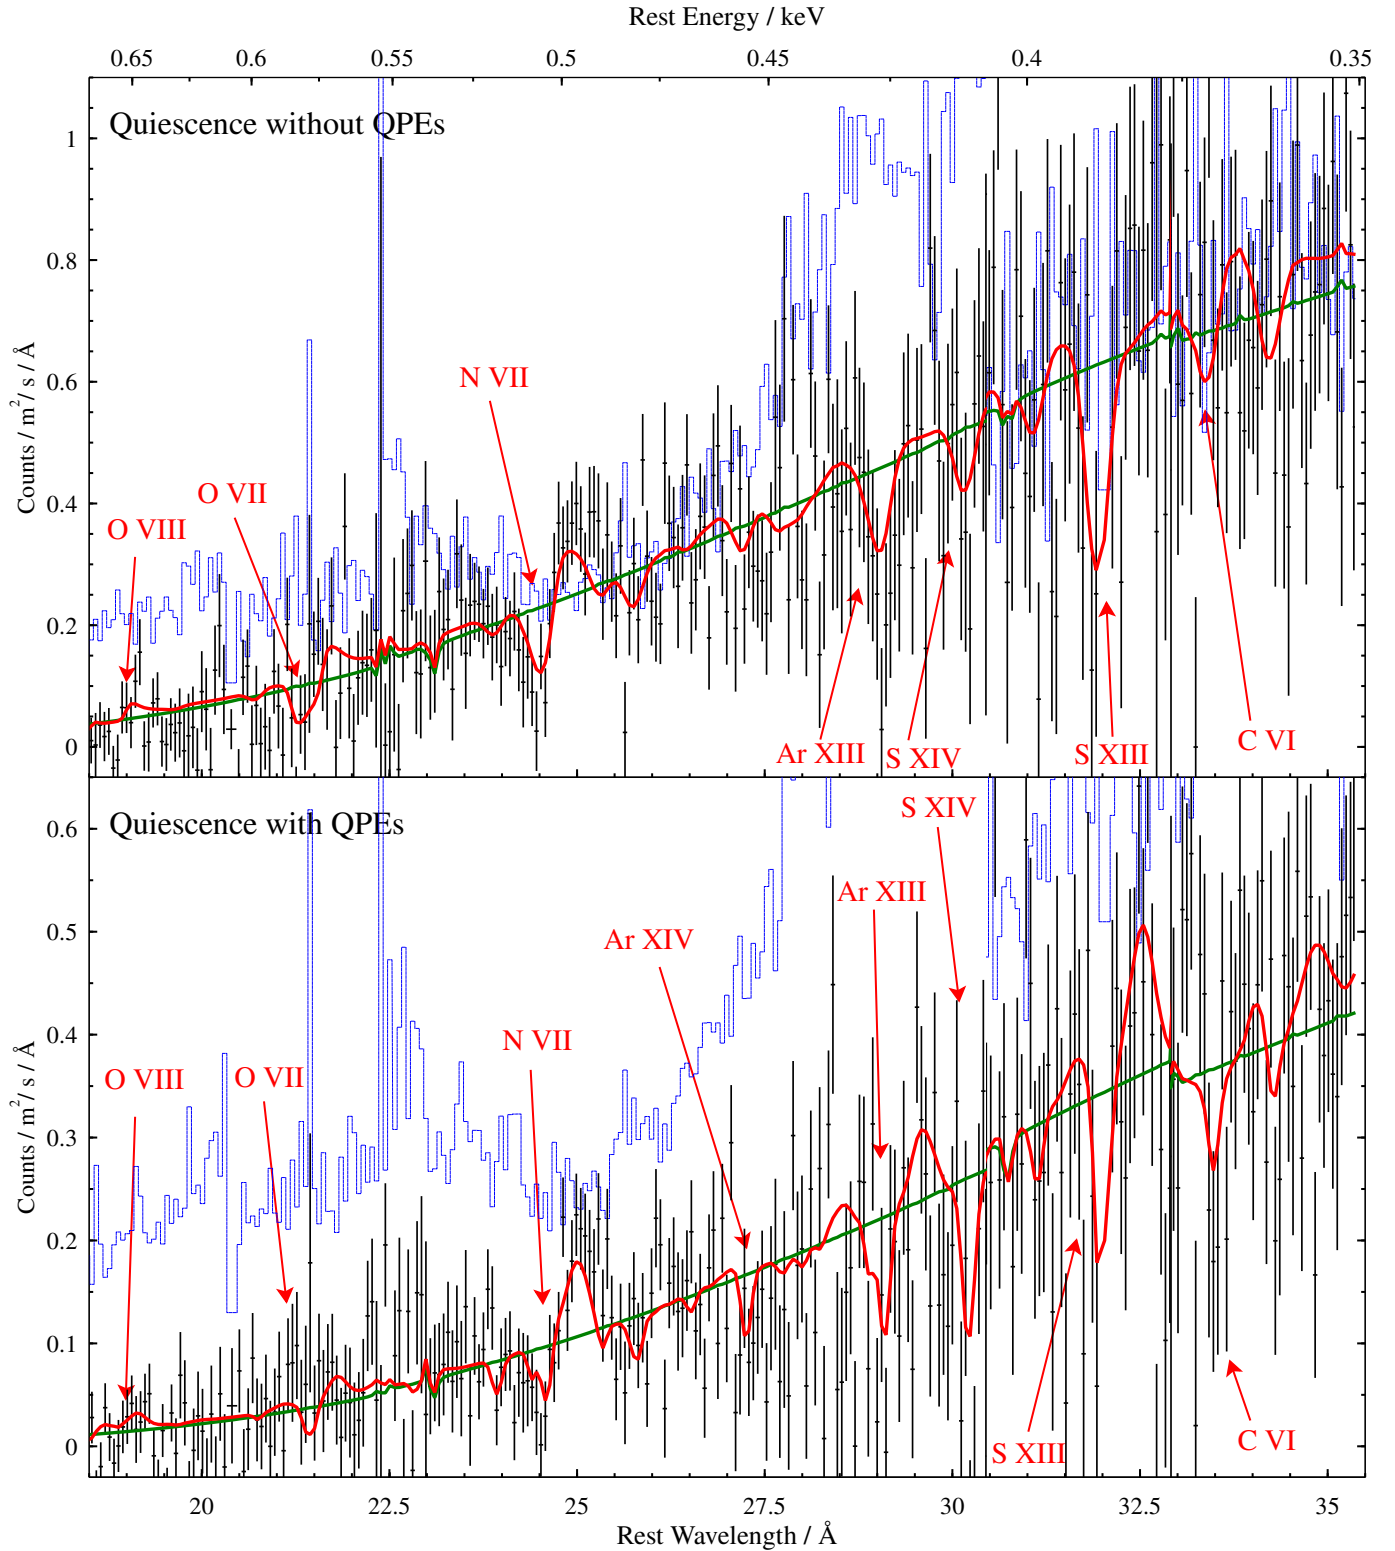 Rest Energy / keV
0.65 0.6 0.55 0.5 0.45 0.4 0.35
Quiescence without QPEs
1
0.8
0.6
0.4
0.2
0
Counts / m²/ s / Å
O VIII
O VII
N VII
Ar XIII
S XIV
S XIII
C VI
Quiescence with QPEs
0.6
0.5
0.4
0.3
0.2
0.1
0
Counts / m²/ s / Å
O VIII
O VII
N VII
Ar XIV
Ar XIII
S XIV
S XIII
C VI
20 22.5 25 27.5 30 32.5 35
Rest Wavelength / Å